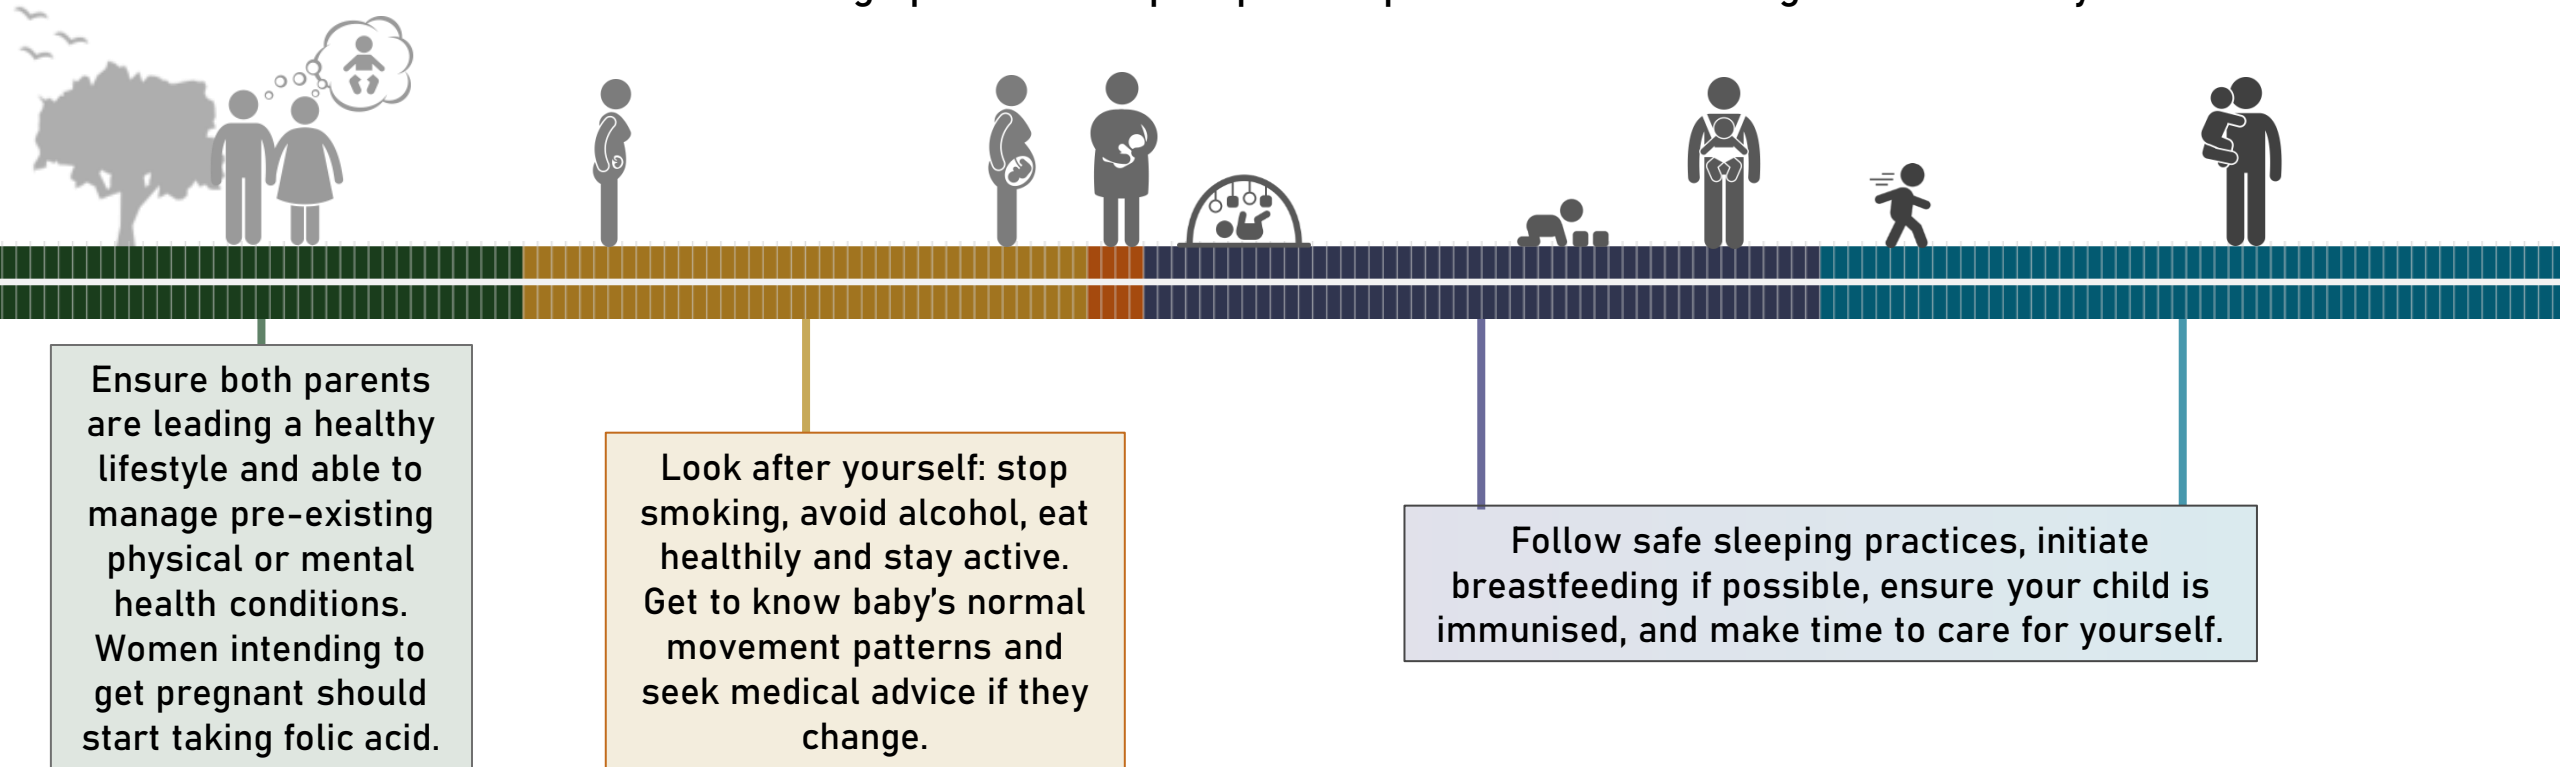 Ensure both parents
are leading a healthy
lifestyle and able to
manage pre-existing
physical or mental
health conditions.
Women intending to
get pregnant should
start taking folic acid.
Look after yourself: stop
smoking, avoid alcohol, eat
healthily and stay active.
Get to know baby's normal
movement patterns and
seek medical advice if they
change.
Follow safe sleeping practices, initiate
breastfeeding if possible, ensure your child is
immunised, and make time to care for yourself.